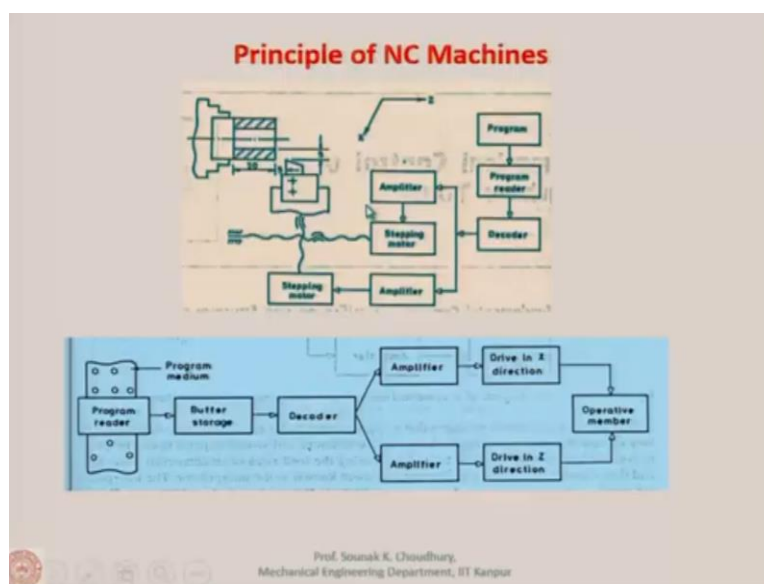 Principle of NC Machines
Z
X
20
Program
Amplifier
Program
reader
Stepping
motor
Decoder
Stepping
motor
Amplifier
Program
medium
Program
reader
Butter
storage
Decoder
Amplifier
Drive in X
direction
Operative
member
Amplifier
Drive in Z
direction
Prof. Sounak K. Choudhury,
Mechanical Engineering Department, IIT Kanpur